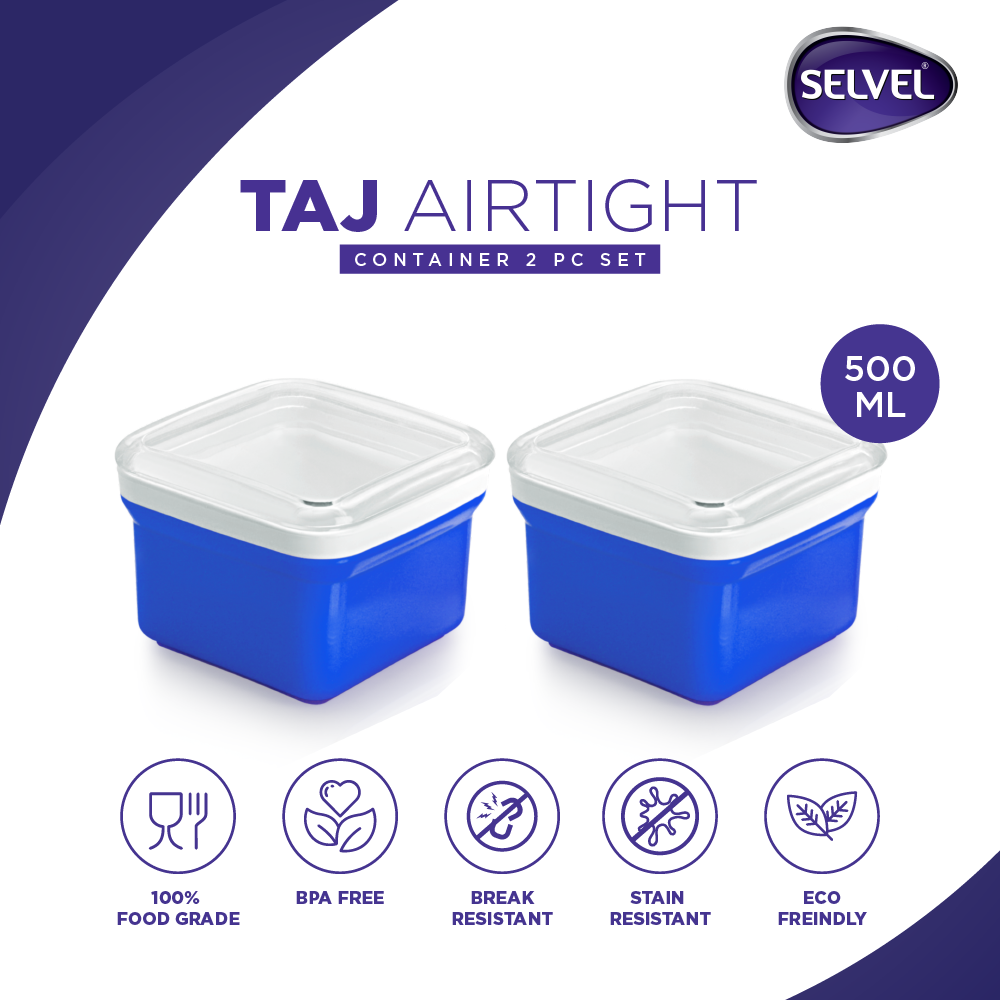 SELVEL®
TAJ AIRTIGHT
CONTAINER 2 PC SET
500
ML
100%
FOOD GRADE
BPA FREE
BREAK
RESISTANT
STAIN
RESISTANT
ECO
FREINDLY